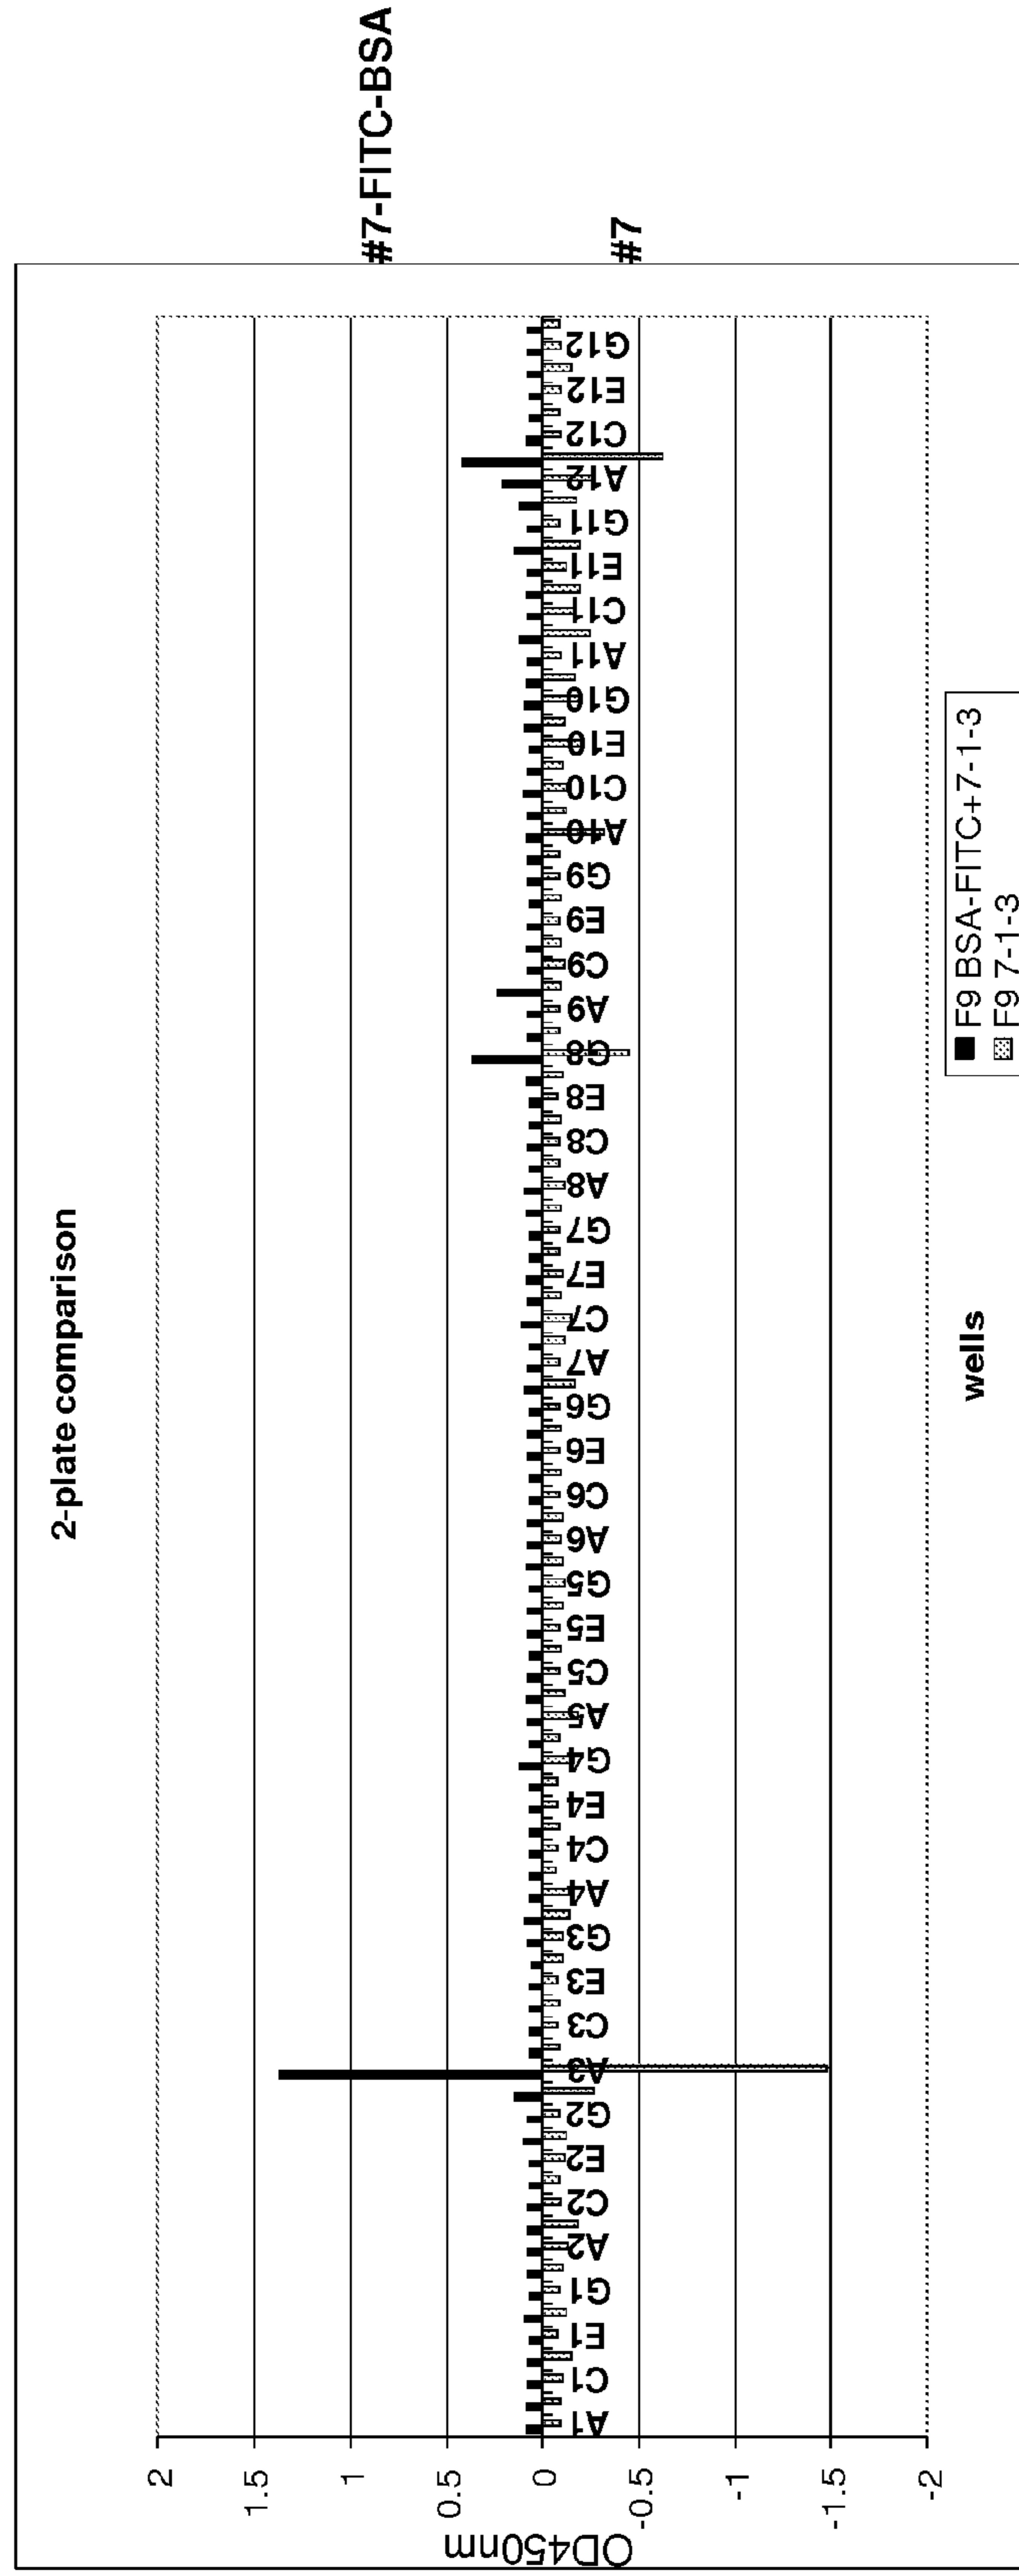 2-plate comparison
#7-FITC-BSA
#7
OD450nm
2
1.5
1
0.5
0
-0.5
-1
-1.5
-2
A1
C1
E1
G1
A2
C2
E2
G2
A3
C3
E3
G3
A4
C4
E4
G4
A5
C5
E5
G5
A6
C6
E6
G6
A7
C7
E7
G7
A8
C8
E8
G8
A9
C9
E9
G9
A10
C10
E10
G10
A11
C11
E11
G11
A12
C12
E12
G12
wells
F9 BSA-FITC+7-1-3
F9 7-1-3